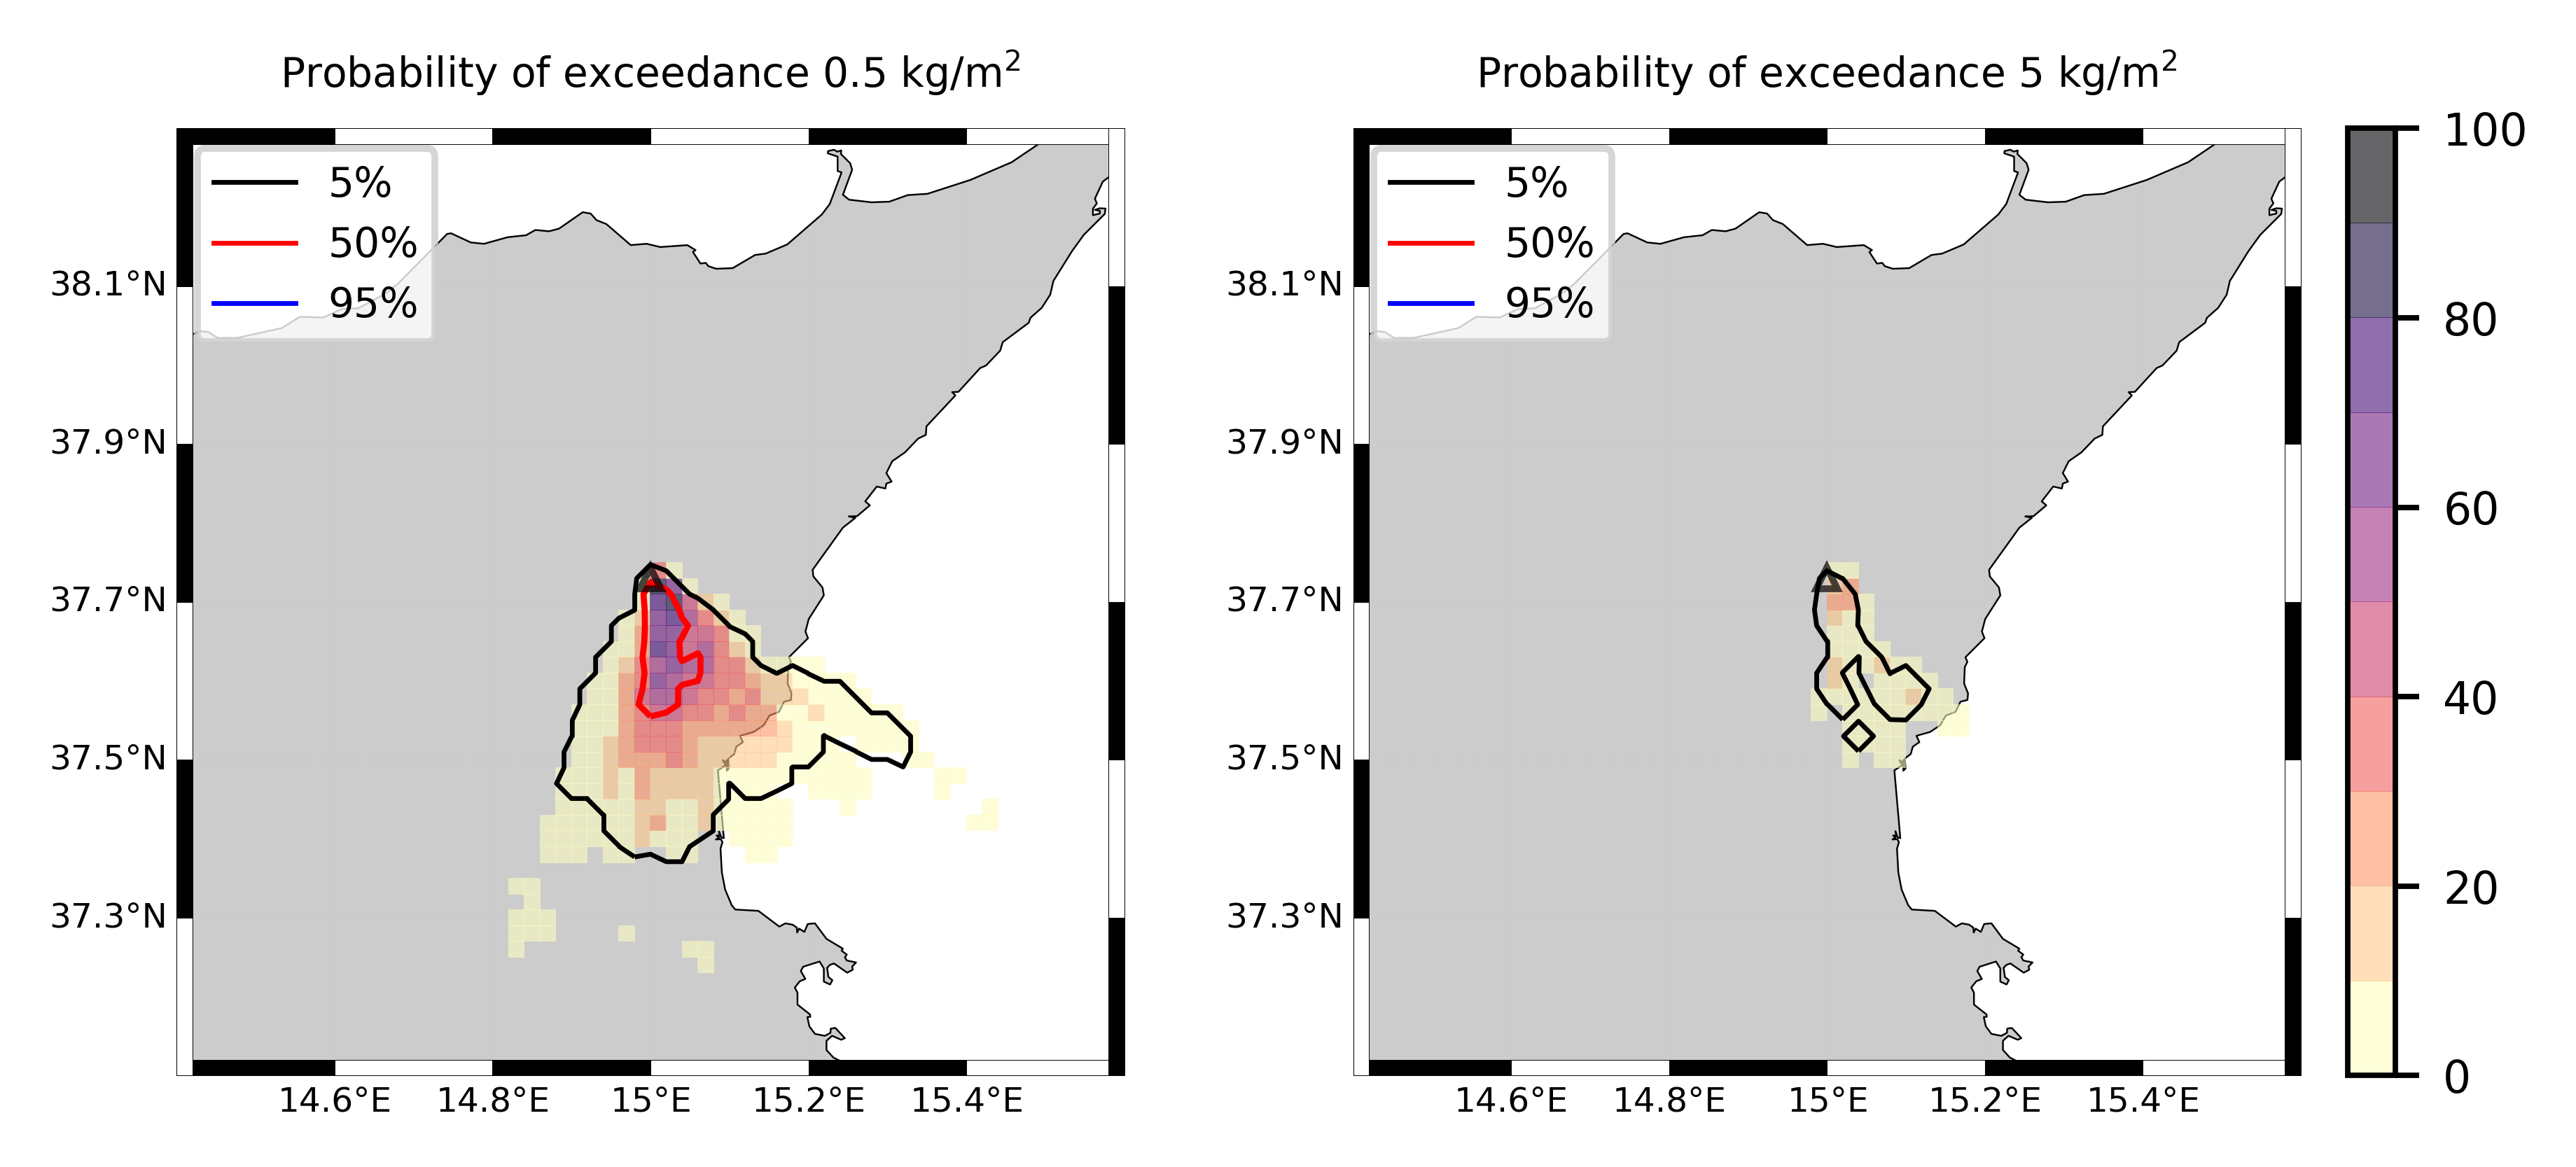 Probability of exceedance 0.5 kg/m²
5%
50%
95%
38.1°N
37.9°N
37.7°N
37.5°N
37.3°N
14.6°E 14.8°E 15°E 15.2°E 15.4°E
Probability of exceedance 5 kg/m²
5%
50%
95%
38.1°N
37.9°N
37.7°N
37.5°N
37.3°N
14.6°E 14.8°E 15°E 15.2°E 15.4°E
100
80
60
40
20
0